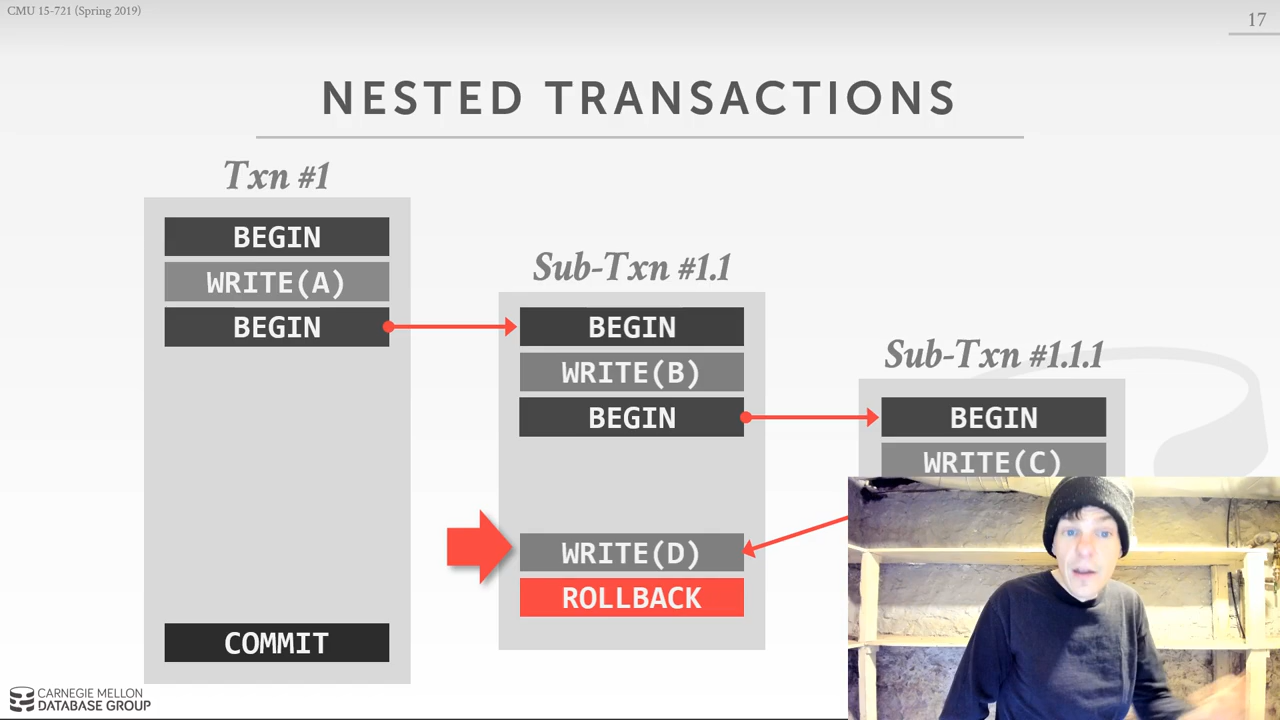 CMU 15-721 (Spring 2019)
17
NESTED TRANSACTIONS
Txn #1
BEGIN
WRITE(A)
BEGIN
COMMIT
Sub-Txn #1.1
BEGIN
WRITE(B)
BEGIN
WRITE(D)
ROLLBACK
Sub-Txn #1.1.1
BEGIN
WRITE(C)
CARNEGIE MELLON
DATABASE GROUP